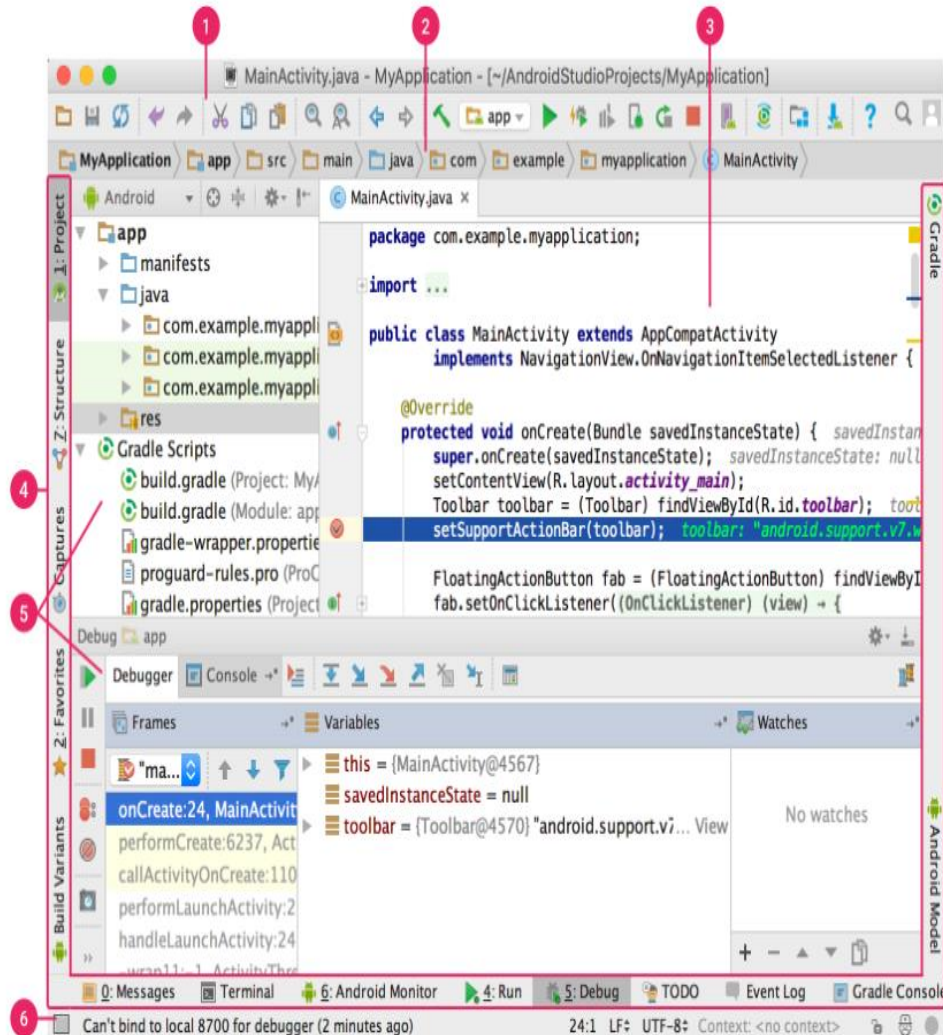 1
2
3
MainActivity.java - MyApplication - [~/AndroidStudioProjects/MyApplication]
app
MyApplication app src main java com example myapplication MainActivity
1: Project
Z: Structure
Captures
2: Favorites
Build Variants
4
5
Android
app
manifests
java
com.example.myappli
com.example.myappli
com.example.myappli
res
Gradle Scripts
build.gradle (Project: MyA
build.gradle (Module: app
gradle-wrapper.propertie
proguard-rules.pro (ProG
gradle.properties (Project
MainActivity.java ×
package com.example.myapplication;
import ...
public class MainActivity extends AppCompatActivity
implements NavigationView.OnNavigationItemSelectedListener {
@Override
protected void onCreate(Bundle savedInstanceState) { savedInstan
super.onCreate(savedInstanceState); savedInstanceState: null
setContentView(R.layout.activity_main);
Toolbar toolbar = (Toolbar) findViewById(R.id.toolbar); tool
setSupportActionBar(toolbar); toolbar: "android.support.v7.w
FloatingActionButton fab = (FloatingActionButton) findViewByI
fab.setOnClickListener((OnClickListener) (view) → {
Gradle
Android Model
Debug app
Debugger Console
Frames Variables Watches
"ma...
onCreate:24, MainActivit
performCreate:6237, Act
callActivityOnCreate:110
performLaunchActivity:2
handleLaunchActivity:24
-wrap11:-1, ActivityThre
this = {MainActivity@4567}
savedInstanceState = null
toolbar = {Toolbar@4570} "android.support.v7... View
No watches
0: Messages Terminal 6: Android Monitor 4: Run 5: Debug TODO Event Log Gradle Console
6
Can't bind to local 8700 for debugger (2 minutes ago) 24:1 LF UTF-8 Context: <no context>